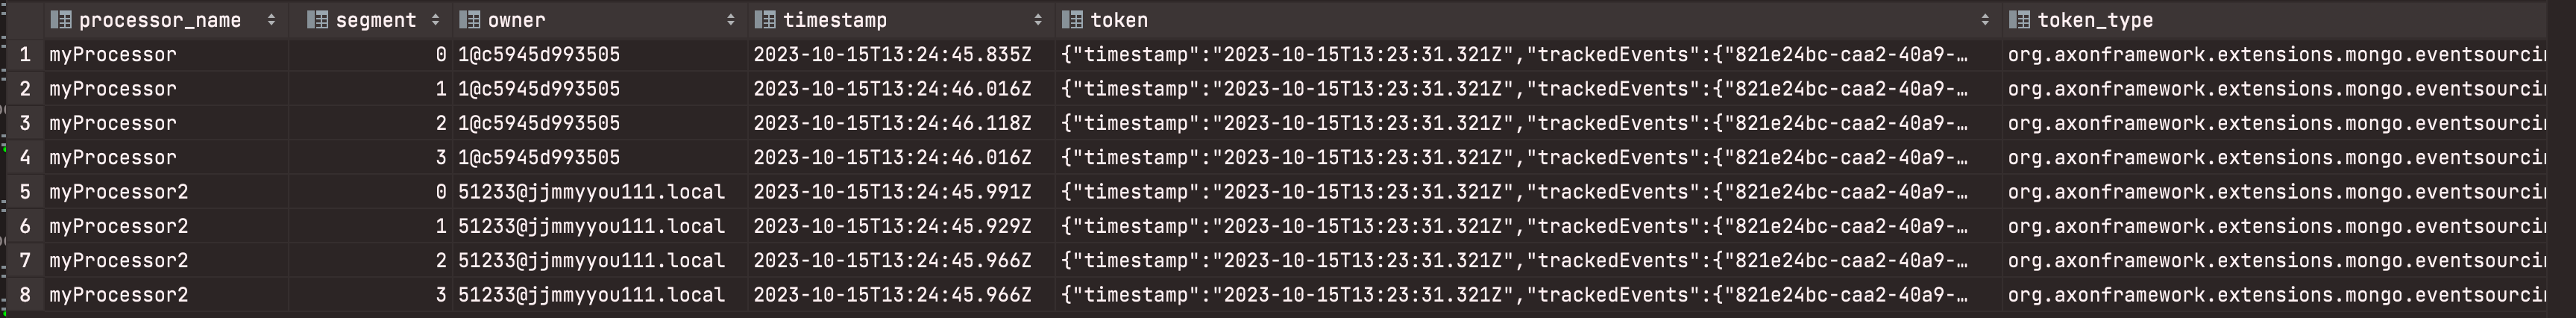 processor_name segment owner timestamp token token_type
1 myProcessor 0 1@c5945d993505 2023-10-15T13:24:45.835Z {"timestamp":"2023-10-15T13:23:31.321Z","trackedEvents":{"821e24bc-caa2-40a9-… org.axonframework.extensions.mongo.eventsourcin
2 myProcessor 1 1@c5945d993505 2023-10-15T13:24:46.016Z {"timestamp":"2023-10-15T13:23:31.321Z","trackedEvents":{"821e24bc-caa2-40a9-… org.axonframework.extensions.mongo.eventsourcin
3 myProcessor 2 1@c5945d993505 2023-10-15T13:24:46.118Z {"timestamp":"2023-10-15T13:23:31.321Z","trackedEvents":{"821e24bc-caa2-40a9-… org.axonframework.extensions.mongo.eventsourcin
4 myProcessor 3 1@c5945d993505 2023-10-15T13:24:46.016Z {"timestamp":"2023-10-15T13:23:31.321Z","trackedEvents":{"821e24bc-caa2-40a9-… org.axonframework.extensions.mongo.eventsourcin
5 myProcessor2 0 51233@jjmmyyou111.local 2023-10-15T13:24:45.991Z {"timestamp":"2023-10-15T13:23:31.321Z","trackedEvents":{"821e24bc-caa2-40a9-… org.axonframework.extensions.mongo.eventsourcin
6 myProcessor2 1 51233@jjmmyyou111.local 2023-10-15T13:24:45.929Z {"timestamp":"2023-10-15T13:23:31.321Z","trackedEvents":{"821e24bc-caa2-40a9-… org.axonframework.extensions.mongo.eventsourcin
7 myProcessor2 2 51233@jjmmyyou111.local 2023-10-15T13:24:45.966Z {"timestamp":"2023-10-15T13:23:31.321Z","trackedEvents":{"821e24bc-caa2-40a9-… org.axonframework.extensions.mongo.eventsourcin
8 myProcessor2 3 51233@jjmmyyou111.local 2023-10-15T13:24:45.966Z {"timestamp":"2023-10-15T13:23:31.321Z","trackedEvents":{"821e24bc-caa2-40a9-… org.axonframework.extensions.mongo.eventsourcin